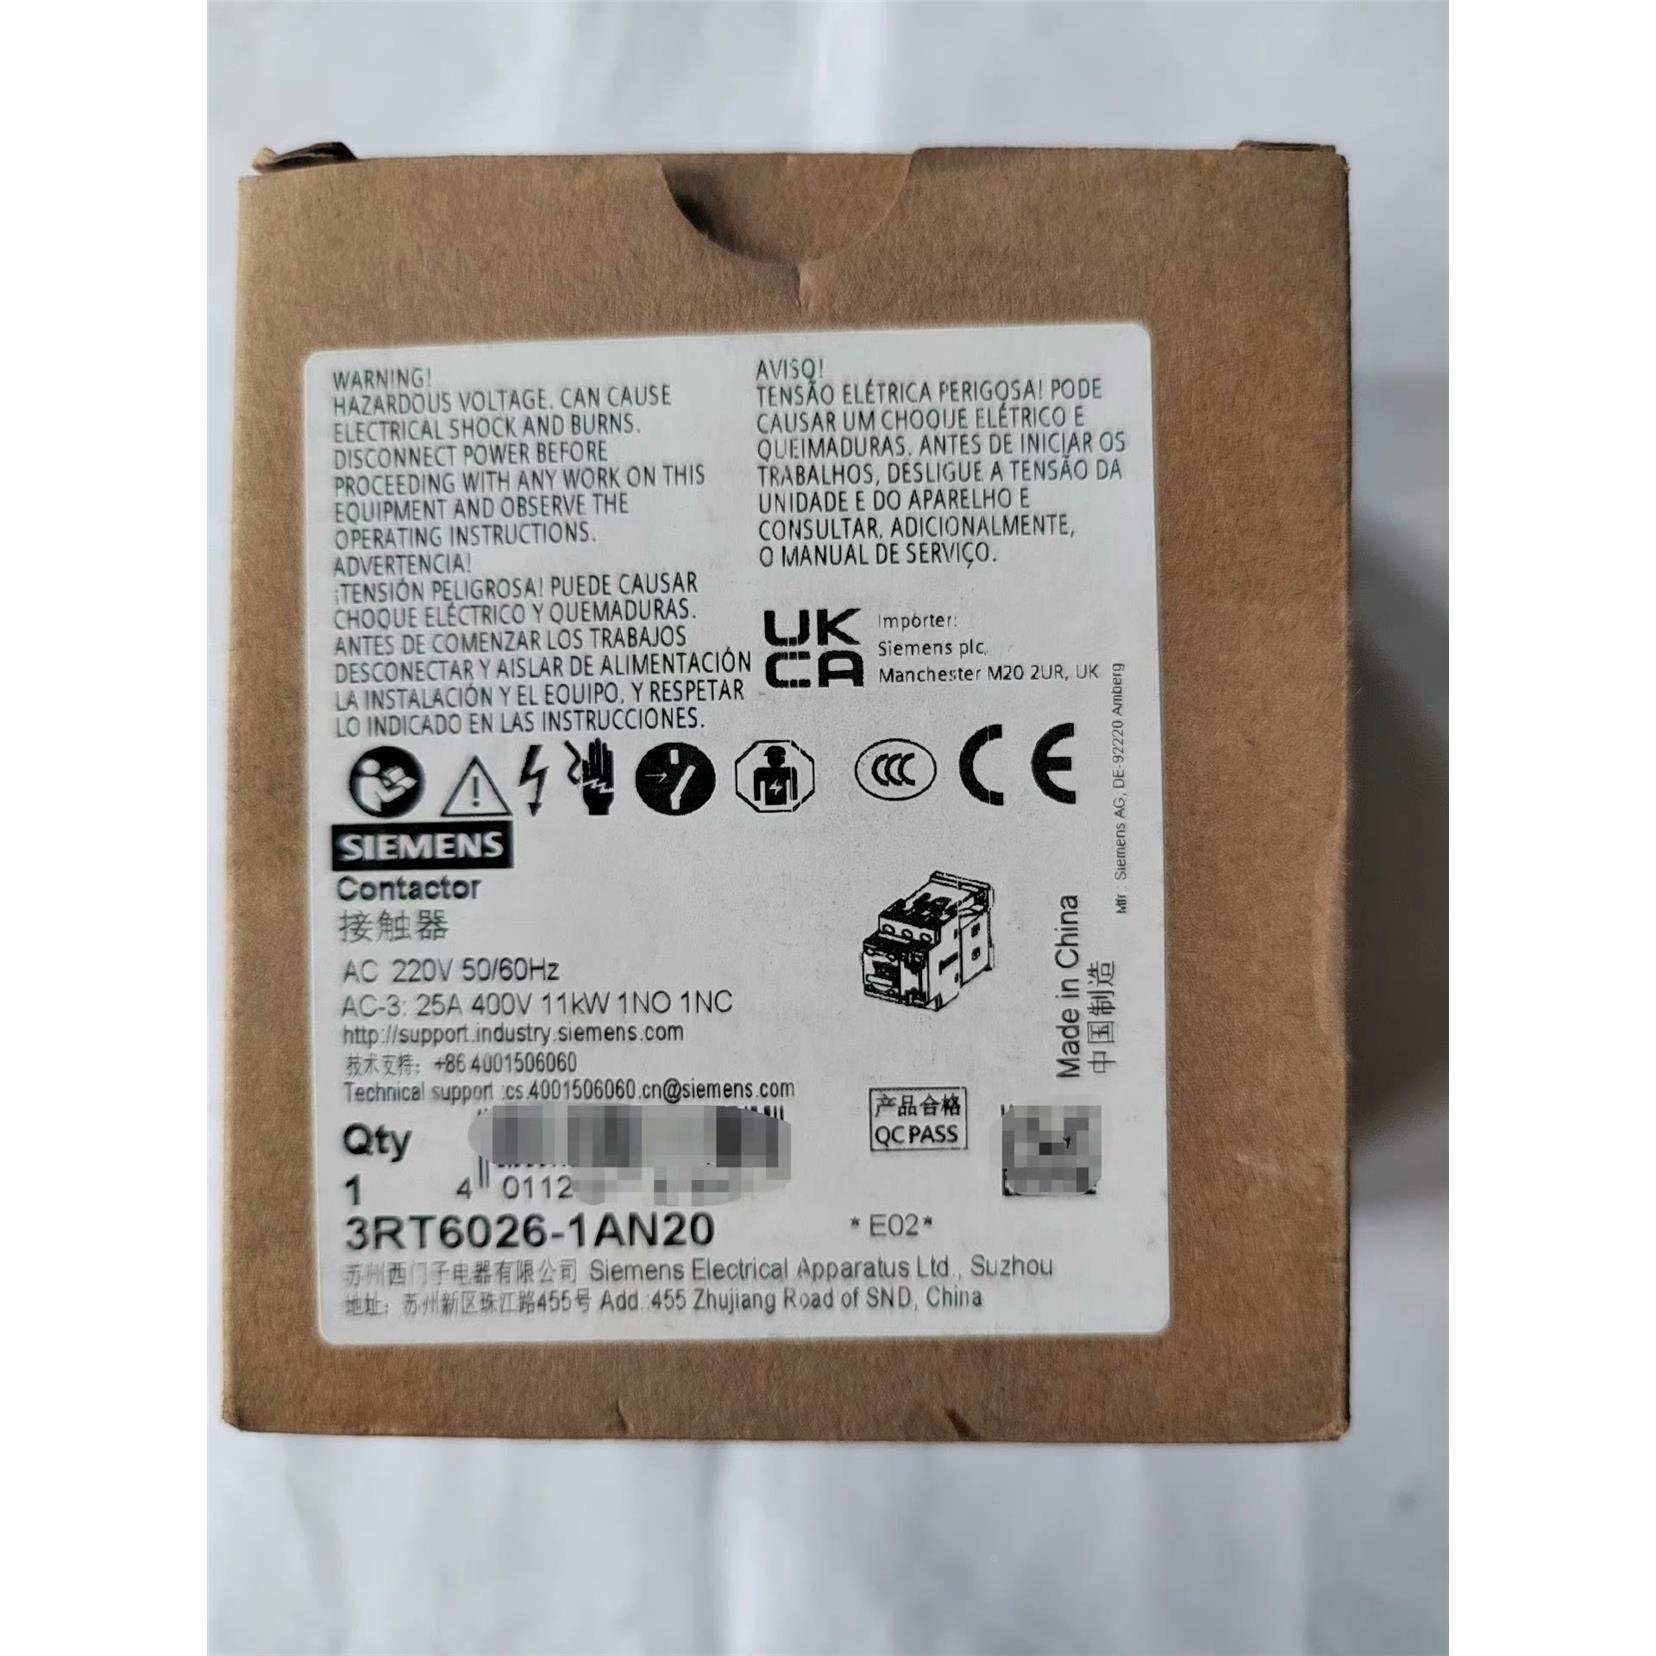 WARNING!
HAZARDOUS VOLTAGE. CAN CAUSE
ELECTRICAL SHOCK AND BURNS.
DISCONNECT POWER BEFORE
PROCEEDING WITH ANY WORK ON THIS
EQUIPMENT AND OBSERVE THE
OPERATING INSTRUCTIONS.
ADVERTENCIA!
¡TENSIÓN PELIGROSA! PUEDE CAUSAR
CHOQUE ELÉCTRICO Y QUEMADURAS.
ANTES DE COMENZAR LOS TRABAJOS
DESCONECTAR Y AISLAR DE ALIMENTACIÓN
LA INSTALACIÓN Y EL EQUIPO, Y RESPETAR
LO INDICADO EN LAS INSTRUCCIONES.
AVISO!
TENSÃO ELÉTRICA PERIGOSA! PODE
CAUSAR UM CHOQUE ELÉTRICO E
QUEIMADURAS. ANTES DE INICIAR OS
TRABALHOS, DESLIGUE A TENSÃO DA
UNIDADE E DO APARELHO E
CONSULTAR, ADICIONALMENTE,
O MANUAL DE SERVIÇO.
UK
CA
Importer:
Siemens plc,
Manchester M20 2UR, UK
Mfr.: Siemens AG, DE-92220 Amberg
CCC
CE
SIEMENS
Contactor
接触器
AC 220V 50/60Hz
AC-3: 25A 400V 11kW 1NO 1NC
http://support.industry.siemens.com
技术支持: +86 4001506060
Technical support :cs.4001506060.cn@siemens.com
Made in China
中国制造
产品合格
QC PASS
Qty
1
4 0112
3RT6026-1AN20
*E02*
苏州西门子电器有限公司 Siemens Electrical Apparatus Ltd., Suzhou
地址: 苏州新区珠江路455号 Add.:455 Zhujiang Road of SND, China